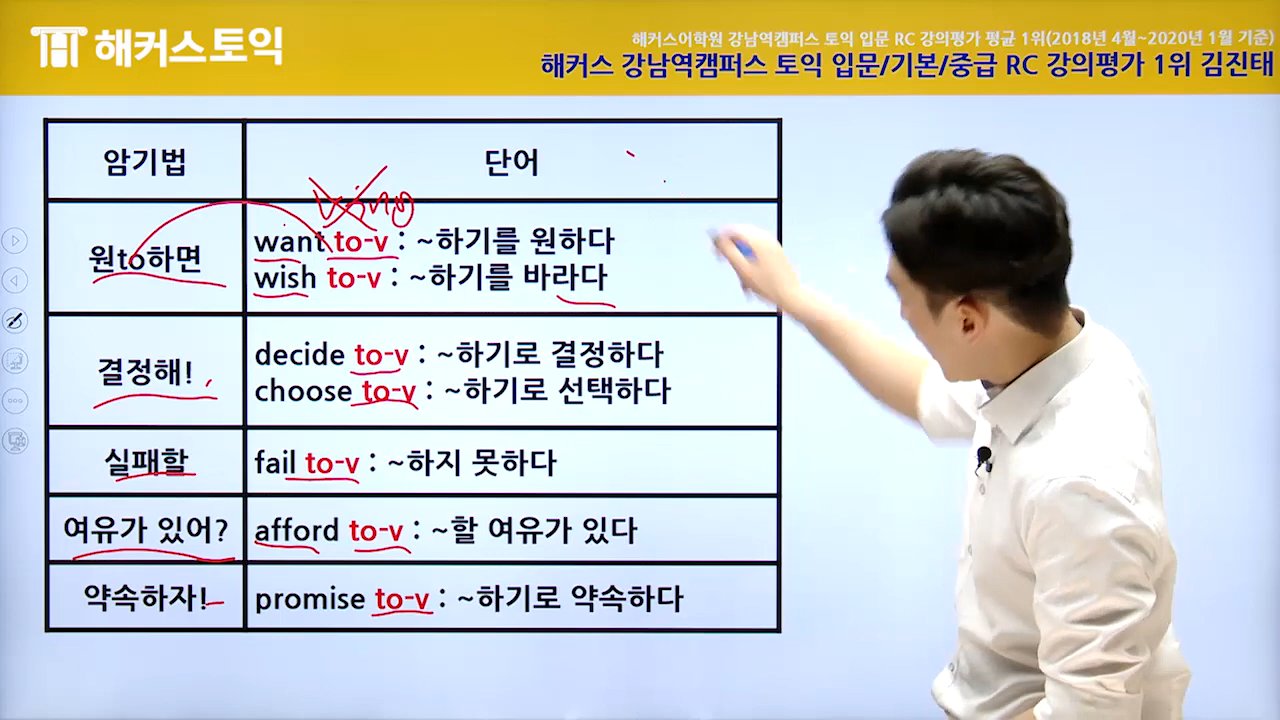 해커스토익
해커스어학원 강남역캠퍼스 토익 입문 RC 강의평가 평균 1위(2018년 4월~2020년 1월 기준)
해커스 강남역캠퍼스 토익 입문/기본/중급 RC 강의평가 1위 김진태
암기법 단어
원to하면
want to-v : ~하기를 원하다
wish to-v : ~하기를 바라다
결정해!
decide to-v : ~하기로 결정하다
choose to-v : ~하기로 선택하다
실패할 fail to-v : ~하지 못하다
여유가 있어? afford to-v : ~할 여유가 있다
약속하자! promise to-v : ~하기로 약속하다